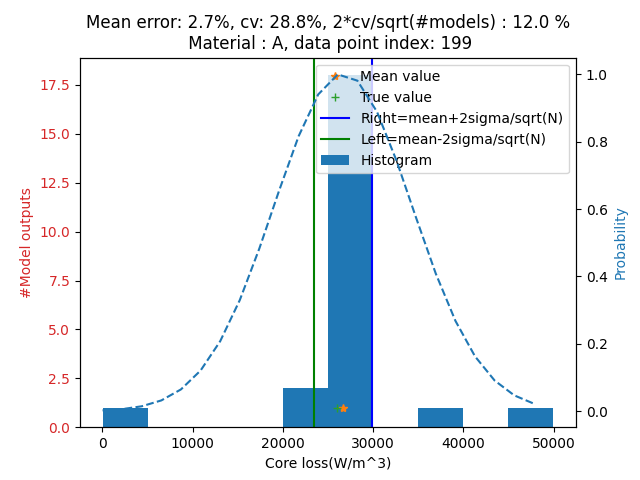 Mean error: 2.7%, cv: 28.8%, 2*cv/sqrt(#models) : 12.0 %
Material : A, data point index: 199
Mean value
True value
Right=mean+2sigma/sqrt(N)
Left=mean-2sigma/sqrt(N)
Histogram
#Model outputs
17.5
15.0
12.5
10.0
7.5
5.0
2.5
0.0
1.0
0.8
0.6
0.4
0.2
0.0
Probability
0 10000 20000 30000 40000 50000
Core loss(W/m^3)